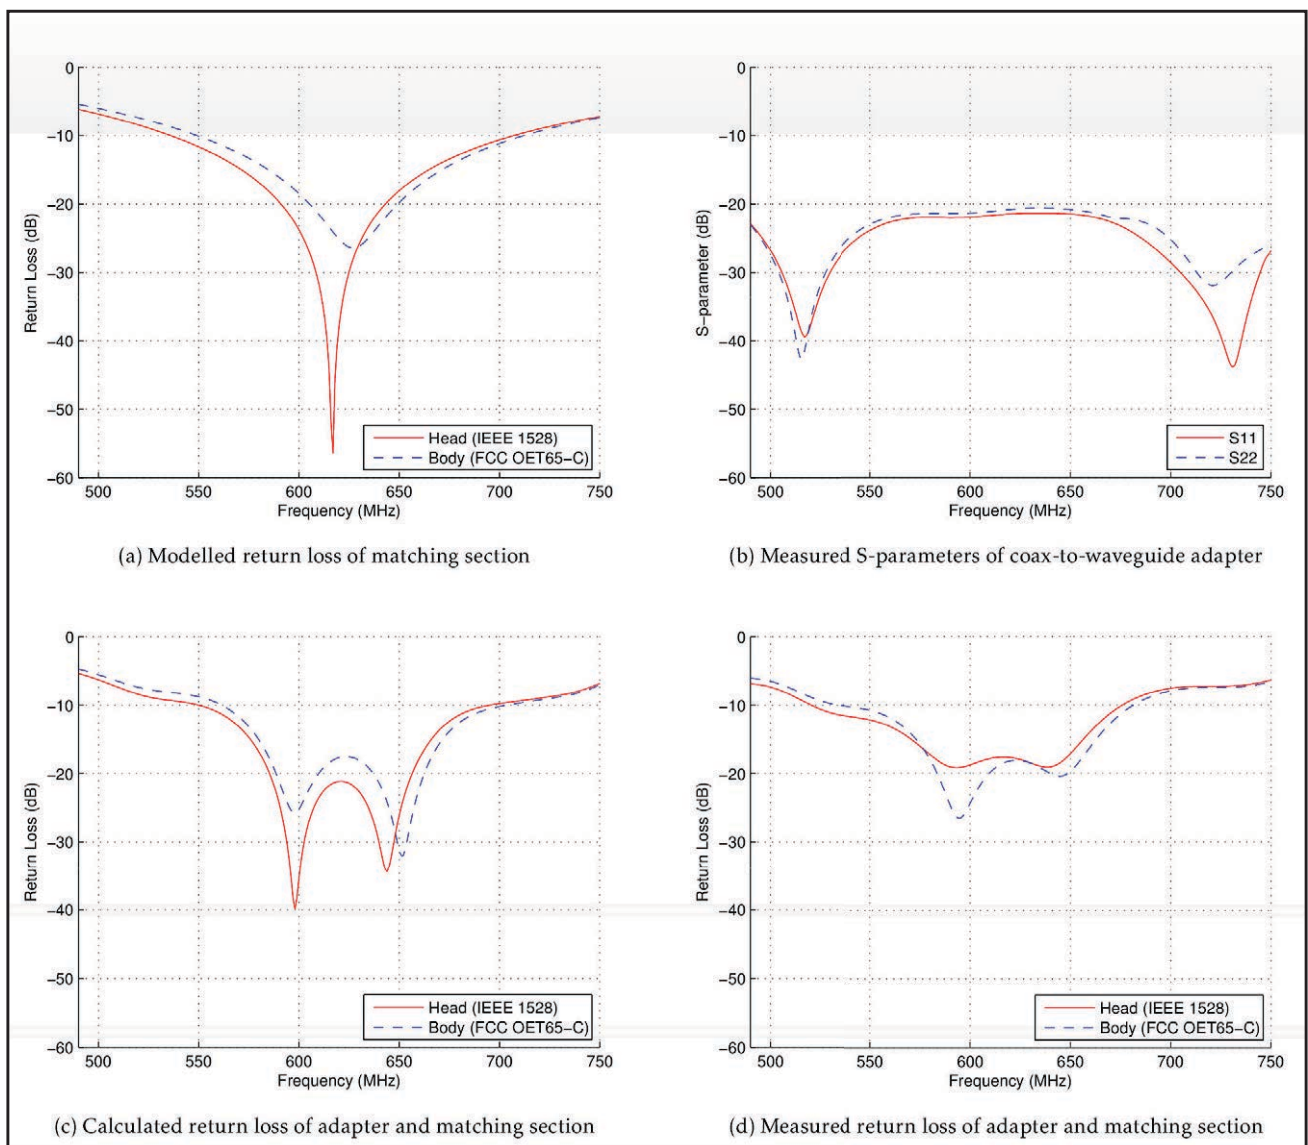 0
−10
−20
−30
−40
−50
−60
Return Loss (dB)
500 550 600 650 700 750
Frequency (MHz)
Head (IEEE 1528)
Body (FCC OET65−C)
(a) Modelled return loss of matching section
0
−10
−20
−30
−40
−50
−60
S−parameter (dB)
500 550 600 650 700 750
Frequency (MHz)
S11
S22
(b) Measured S-parameters of coax-to-waveguide adapter
0
−10
−20
−30
−40
−50
−60
Return Loss (dB)
500 550 600 650 700 750
Frequency (MHz)
Head (IEEE 1528)
Body (FCC OET65−C)
(c) Calculated return loss of adapter and matching section
0
−10
−20
−30
−40
−50
−60
Return Loss (dB)
500 550 600 650 700 750
Frequency (MHz)
Head (IEEE 1528)
Body (FCC OET65−C)
(d) Measured return loss of adapter and matching section